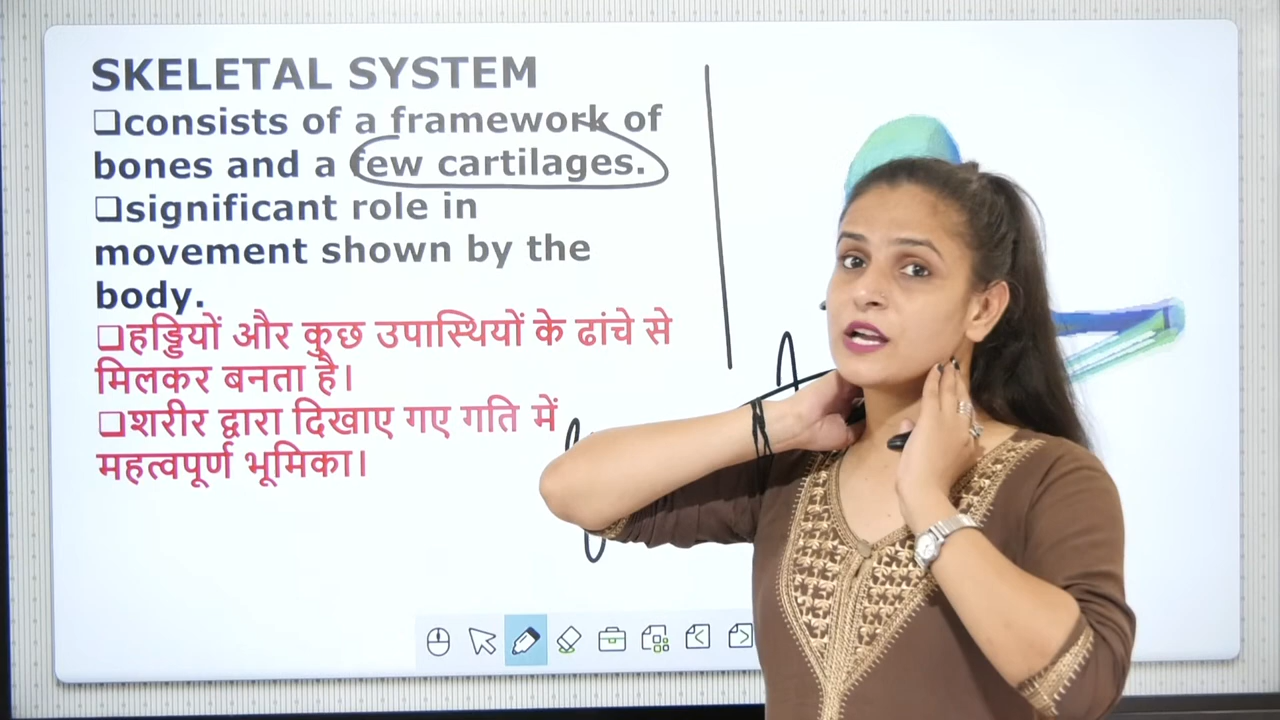 SKELETAL SYSTEM
❑consists of a framework of
bones and a few cartilages.
❑significant role in
movement shown by the
body.
❑हड्डियों और कुछ उपास्थियों के ढांचे से
मिलकर बनता है।
❑शरीर द्वारा दिखाए गए गति में
महत्वपूर्ण भूमिका।